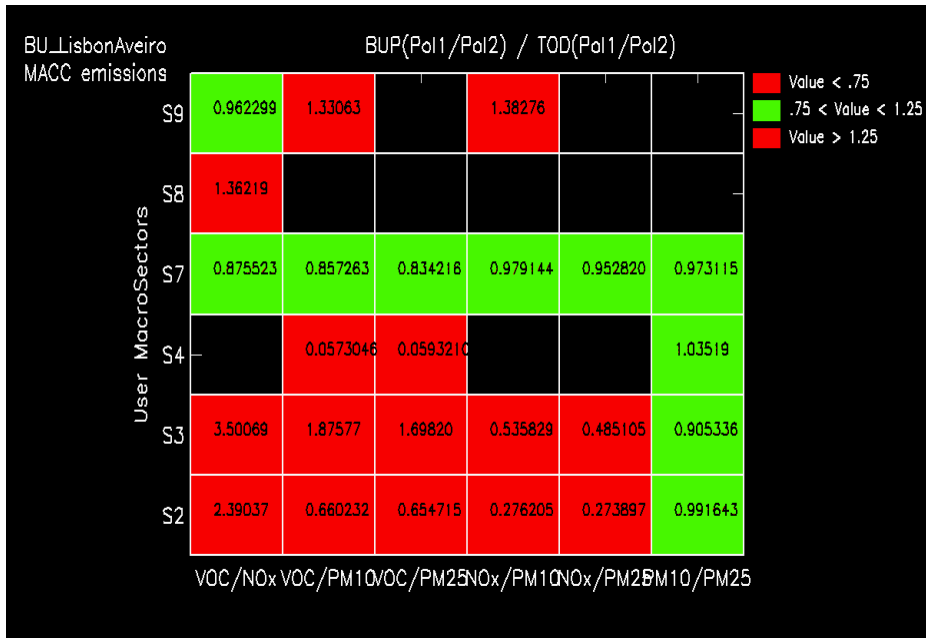 BU_LisbonAveiro
MACC emissions
BUP(Pol1/Pol2) / TOD(Pol1/Pol2)
Value < .75
.75 < Value < 1.25
Value > 1.25
User MacroSectors
S9 0.962299 1.33063 1.38276
S8 1.36219
S7 0.875523 0.857263 0.834216 0.979144 0.952820 0.973115
S4 0.0573046 0.0593210 1.03519
S3 3.50069 1.87577 1.69820 0.535829 0.485105 0.905336
S2 2.39037 0.660232 0.654715 0.276205 0.273897 0.991643
VOC/NOx VOC/PM10 VOC/PM25 NOx/PM10 NOx/PM25 PM10/PM25